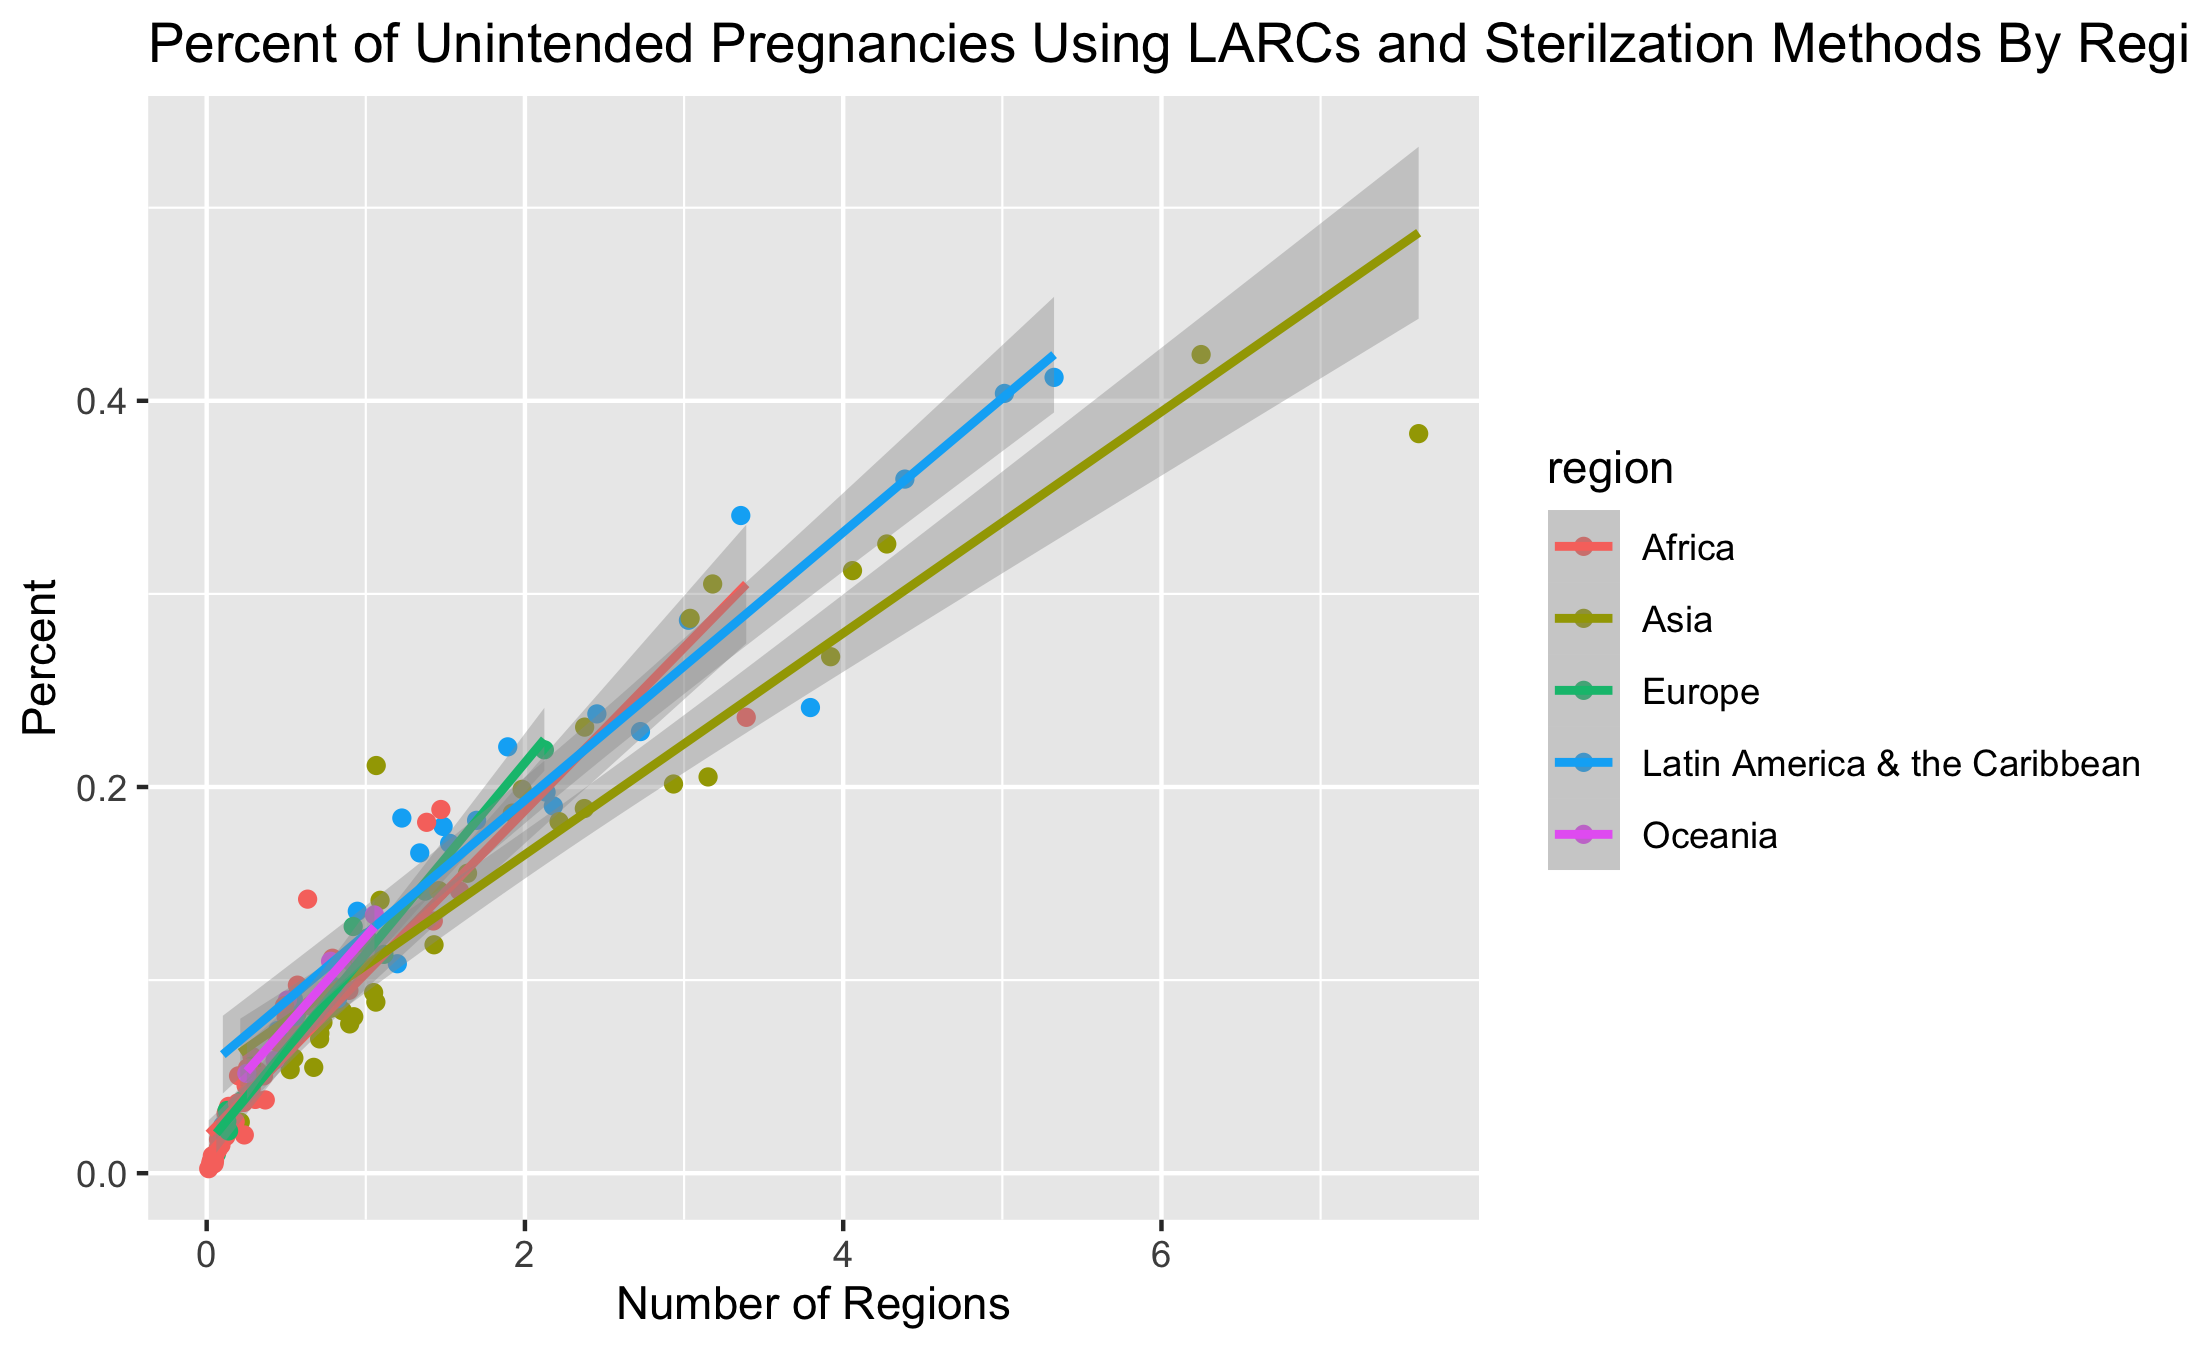 Percent of Unintended Pregnancies Using LARCs and Sterilzation Methods By Regi
Percent
0.4
0.2
0.0
0 2 4 6
Number of Regions
region
Africa
Asia
Europe
Latin America & the Caribbean
Oceania